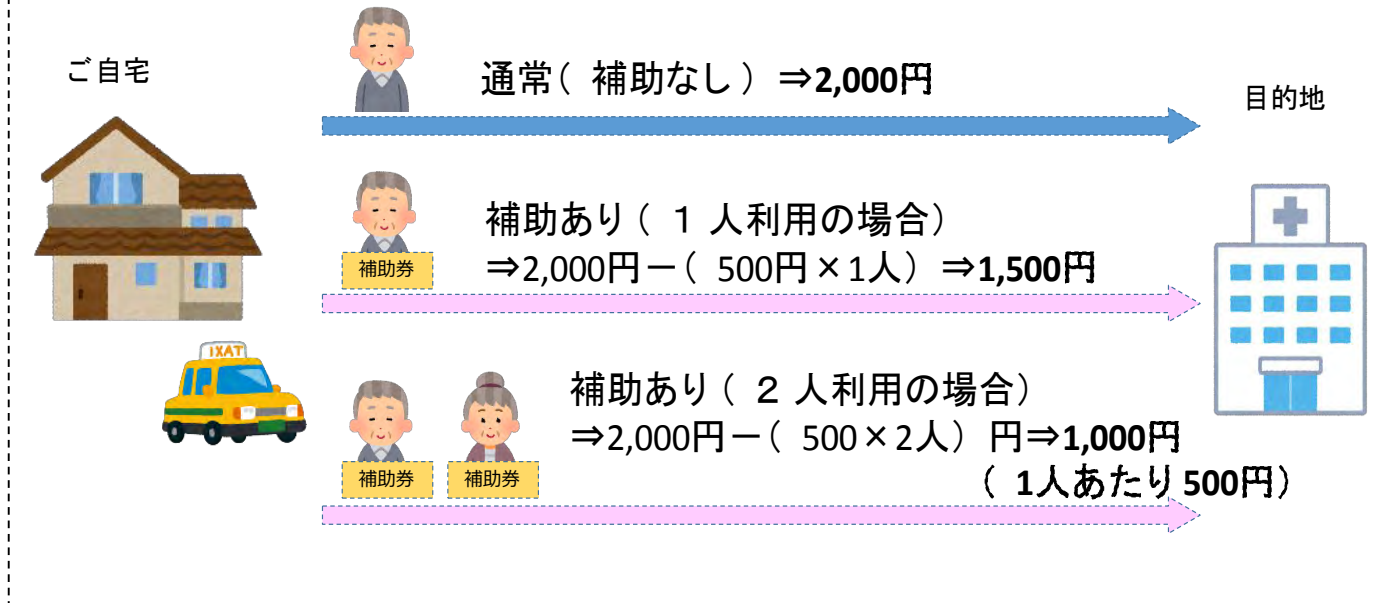 ご自宅
通常( 補助なし ) ⇒2,000円
目的地
補助あり ( 1 人利用の場合)
⇒2,000円ー( 500円×1人) ⇒1,500円
補助券
TAXI
補助あり ( 2 人利用の場合)
⇒2,000円ー( 500×2人) 円⇒1,000円
( 1人あたり 500円)
補助券
補助券